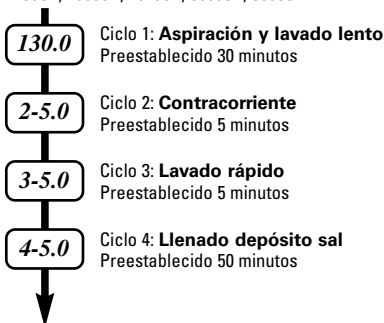 130.0
Ciclo 1: Aspiración y lavado lento
Preestablecido 30 minutos
2-5.0
Ciclo 2: Contracorriente
Preestablecido 5 minutos
3-5.0
Ciclo 3: Lavado rápido
Preestablecido 5 minutos
4-5.0
Ciclo 4: Llenado depósito sal
Preestablecido 50 minutos